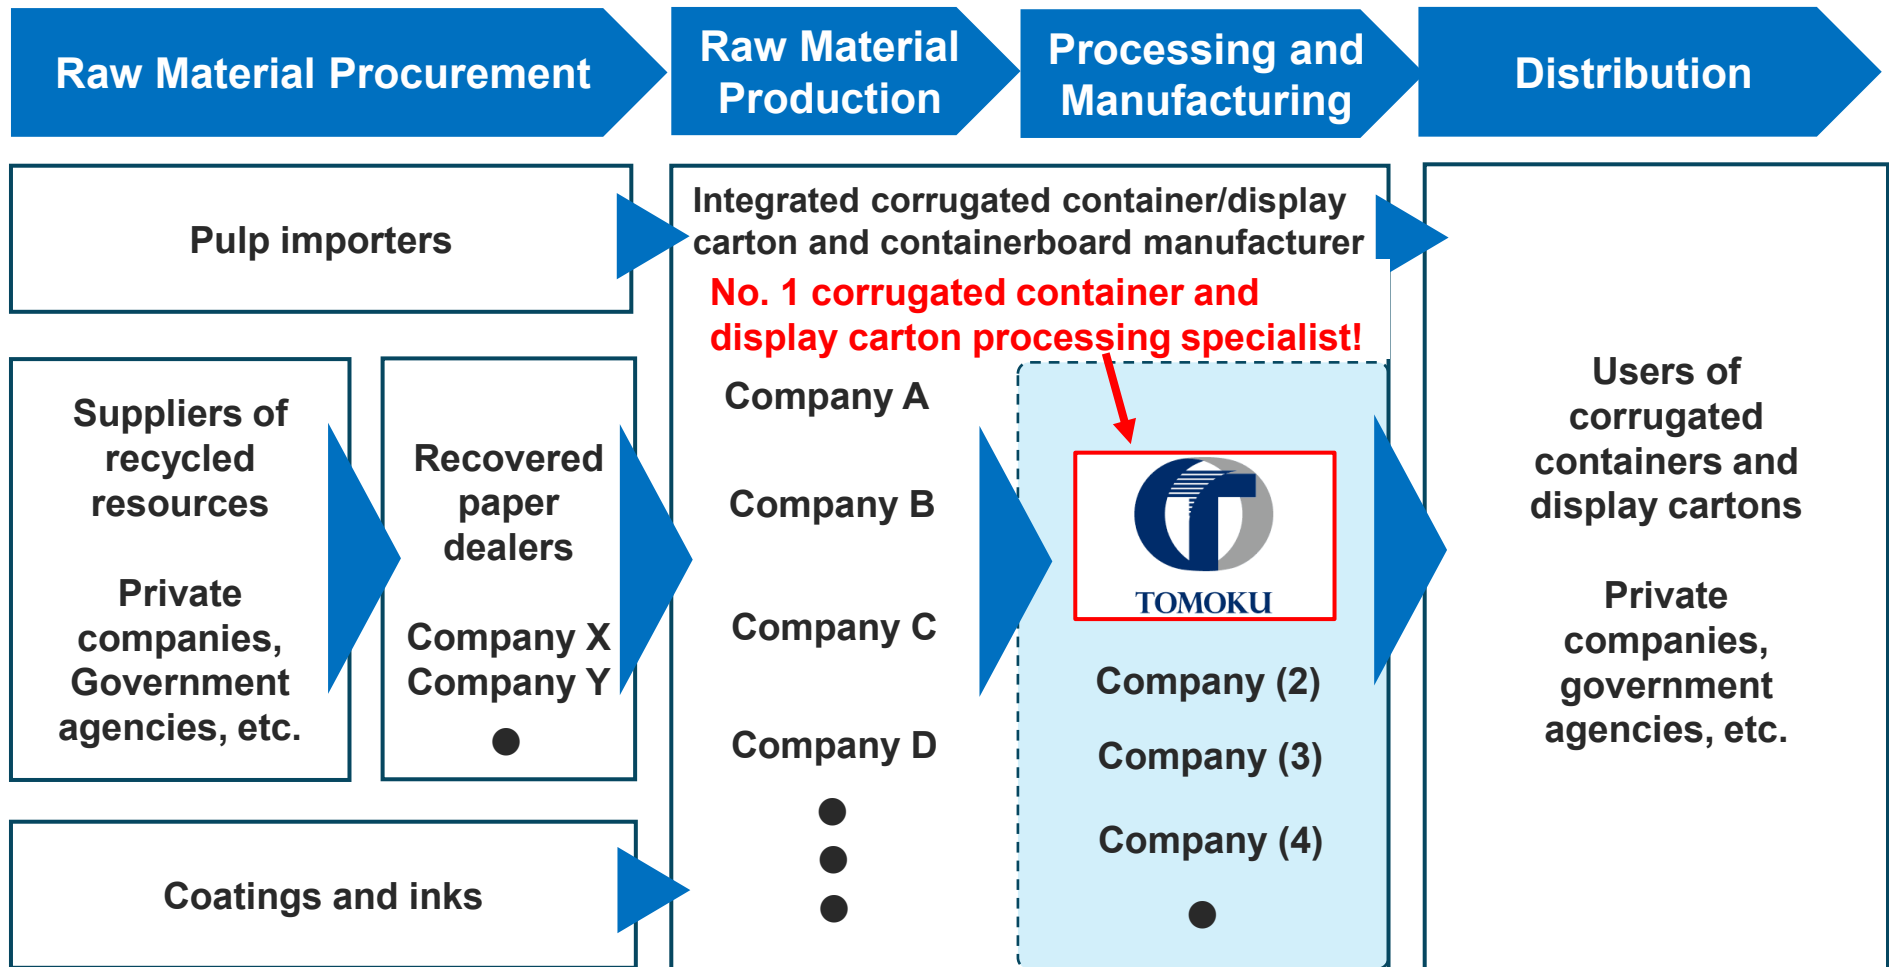 Raw Material Procurement
Raw Material
Production
Processing and
Manufacturing
Distribution
Pulp importers
Integrated corrugated container/display
carton and containerboard manufacturer
No. 1 corrugated container and
display carton processing specialist!
Suppliers of
recycled
resources
Private
companies,
Government
agencies, etc.
Recovered
paper
dealers
Company X
Company Y
●
Company A
Company B
Company C
Company D
●
●
●
TOMOKU
Company (2)
Company (3)
Company (4)
●
Users of
corrugated
containers and
display cartons
Private
companies,
government
agencies, etc.
Coatings and inks